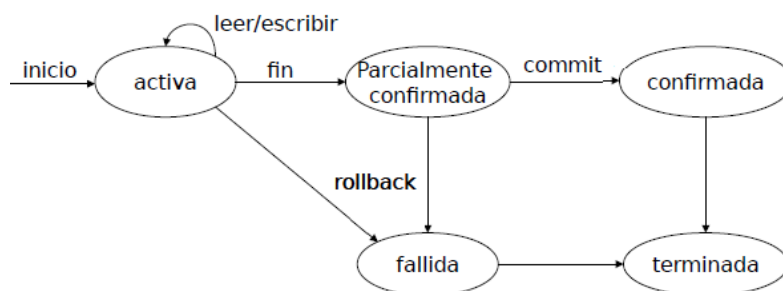 leer/escribir
inicio
activa
fin
Parcialmente
confirmada
commit
confirmada
rollback
fallida
terminada